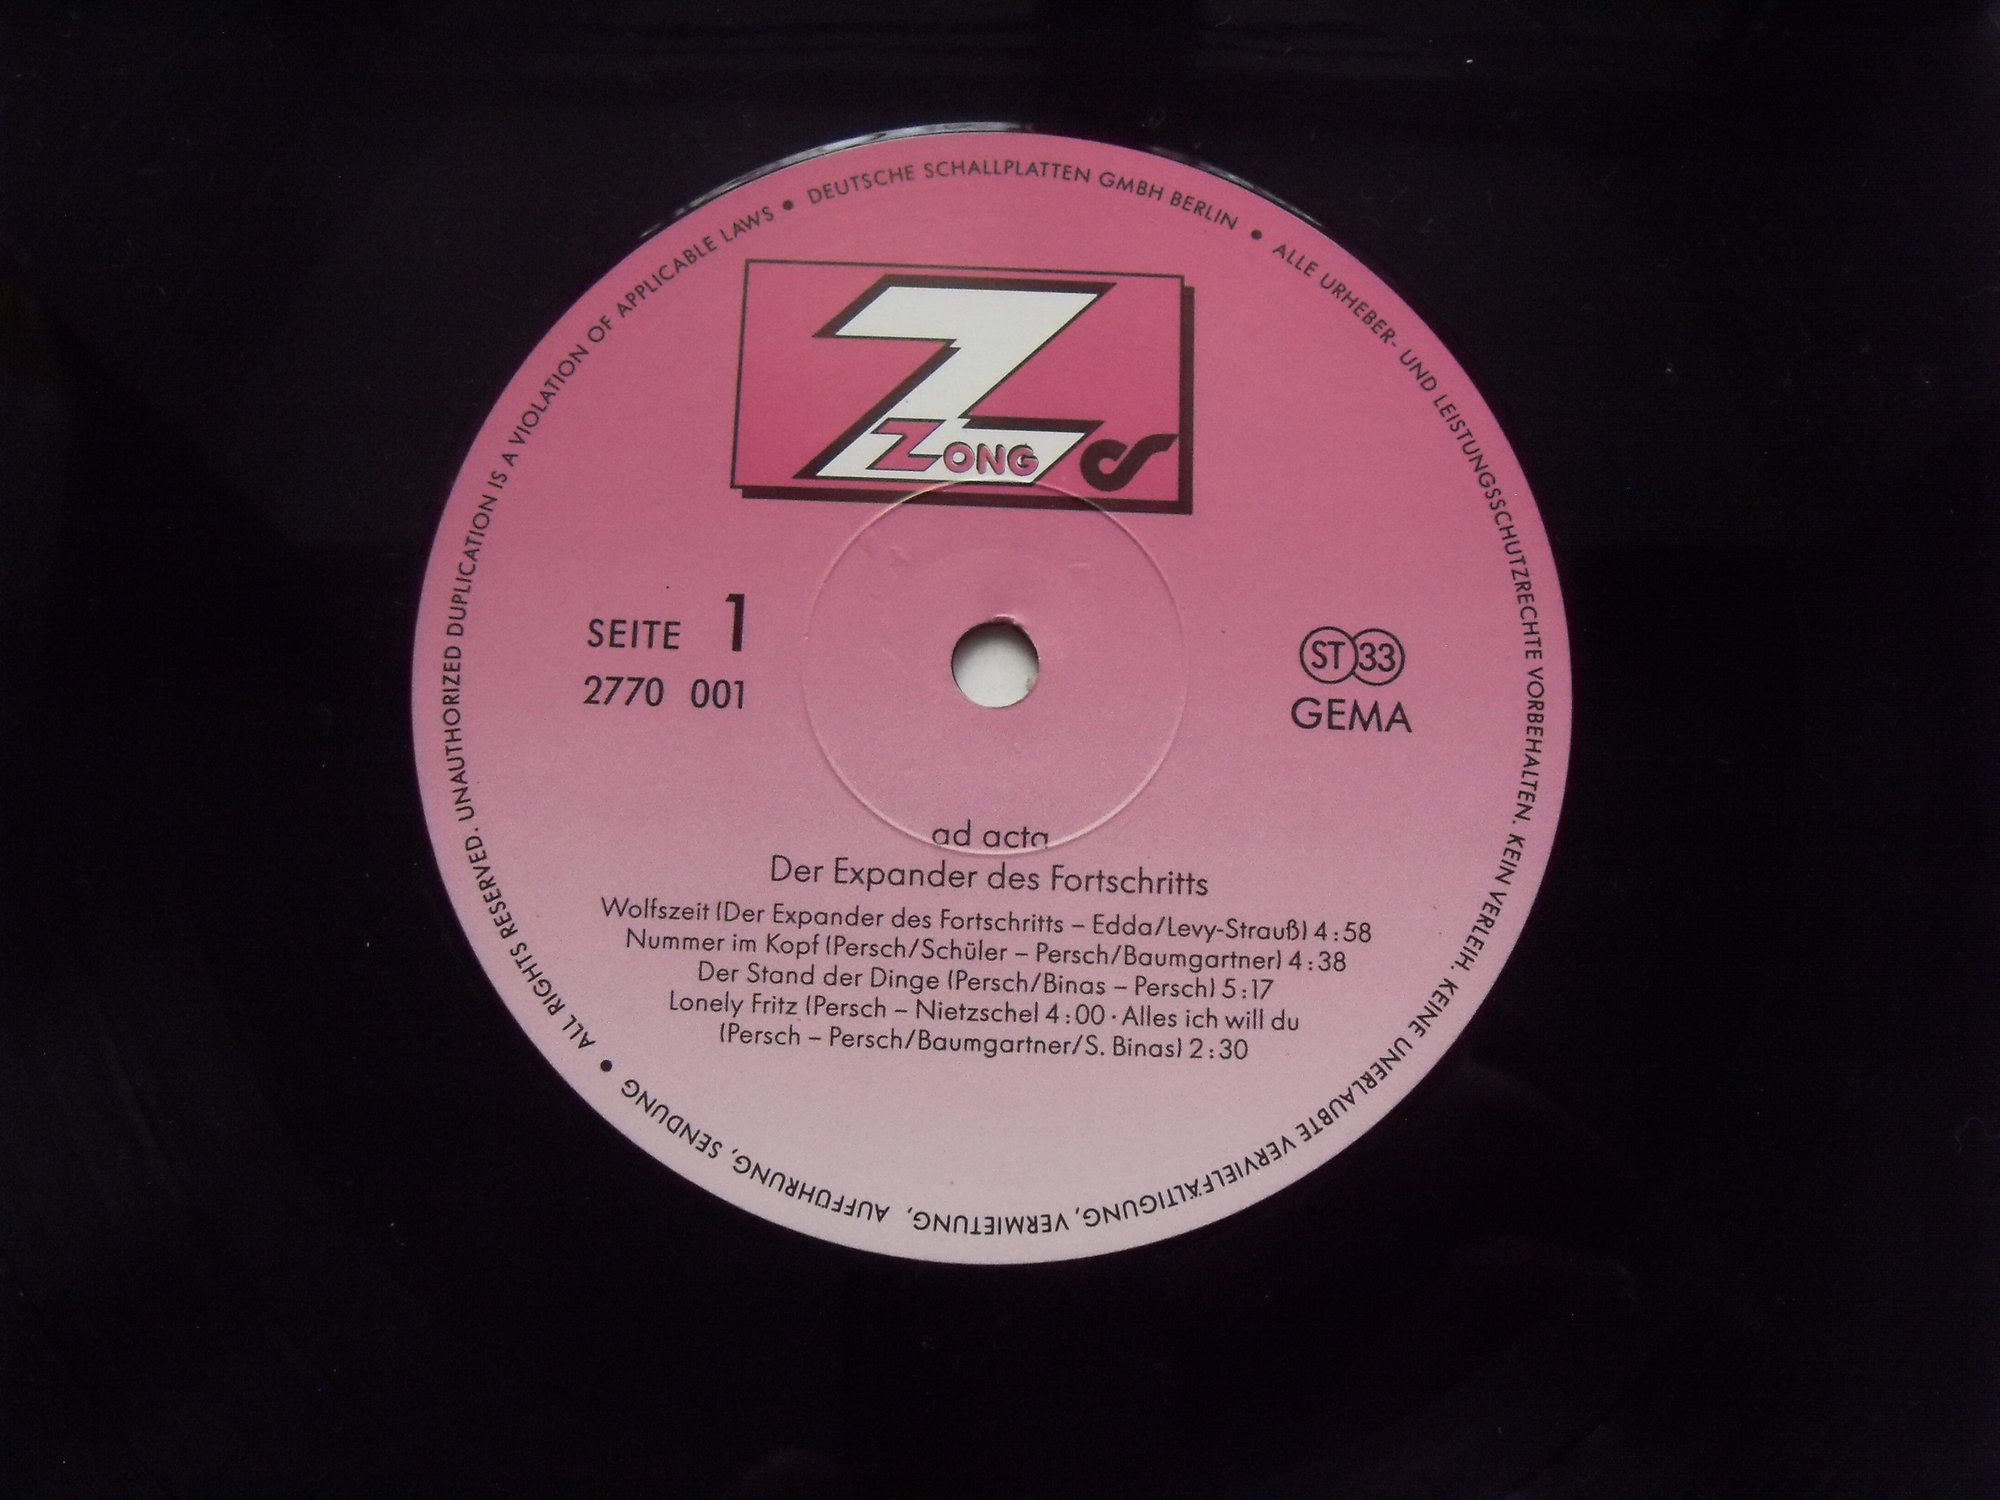 DEUTSCHE SCHALLPLATTEN GMBH BERLIN • ALLE URHEBER- UND LEISTUNGSSCHUTZRECHTE VORBEHALTEN. KEIN VERLEIH. KEINE UNERLAUBTE VERVIELFÄLTIGUNG, VERMIETUNG, AUFFÜHRUNG, SENDUNG • ALL RIGHTS RESERVED. UNAUTHORIZED DUPLICATION IS A VIOLATION OF APPLICABLE LAWS •
Z
ZONG
SEITE 1
2770 001
ST 33
GEMA
ad acta
Der Expander des Fortschritts
Wolfszeit (Der Expander des Fortschritts – Edda/Levy-Strauß) 4:58
Nummer im Kopf (Persch/Schüler – Persch/Baumgartner) 4:38
Der Stand der Dinge (Persch/Binas – Persch) 5:17
Lonely Fritz (Persch – Nietzsche) 4:00 · Alles ich will du
(Persch – Persch/Baumgartner/S. Binas) 2:30